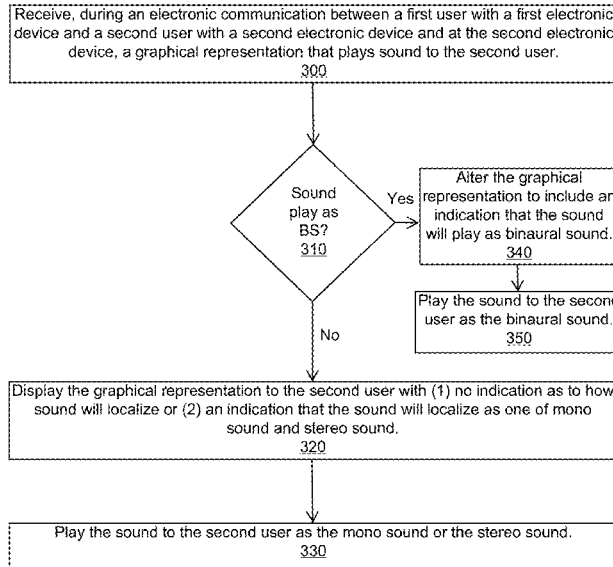 Receive, during an electronic communication between a first user with a first electronic
device and a second user with a second electronic device and at the second electronic
device, a graphical representation that plays sound to the second user.
300
Sound
play as
BS?
310
Yes
Alter the graphical
representation to include an
indication that the sound
will play as binaural sound.
340
Play the sound to the second
user as the binaural sound.
350
No
Display the graphical representation to the second user with (1) no indication as to how
sound will localize or (2) an indication that the sound will localize as one of mono
sound and stereo sound.
320
Play the sound to the second user as the mono sound or the stereo sound.
330